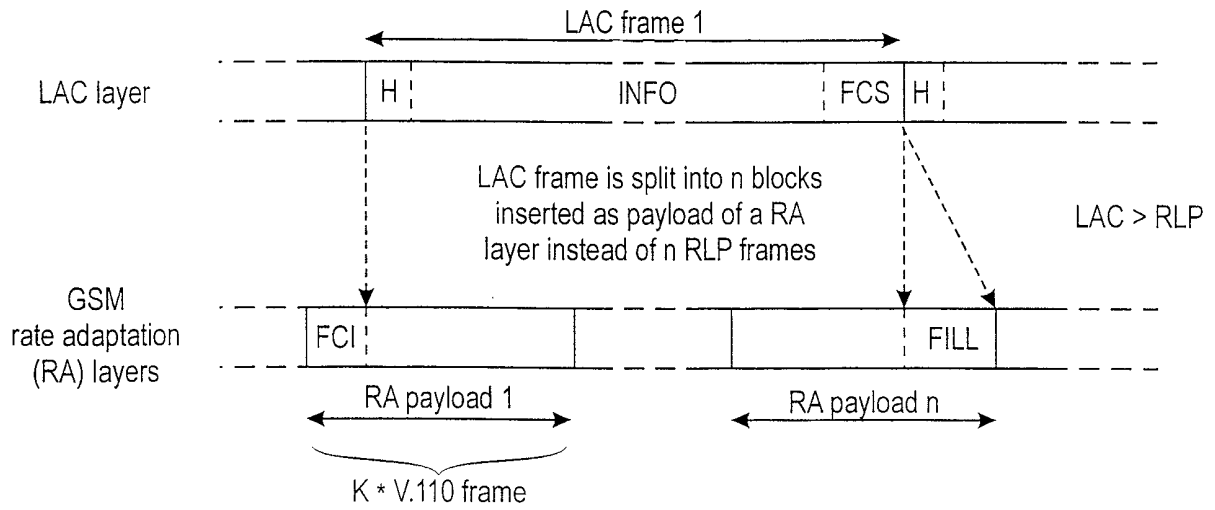 LAC frame 1
LAC layer
H
INFO
FCS
H
LAC frame is split into n blocks
inserted as payload of a RA
layer instead of n RLP frames
LAC > RLP
GSM
rate adaptation
(RA) layers
FCI
FILL
RA payload 1
RA payload n
K * V.110 frame